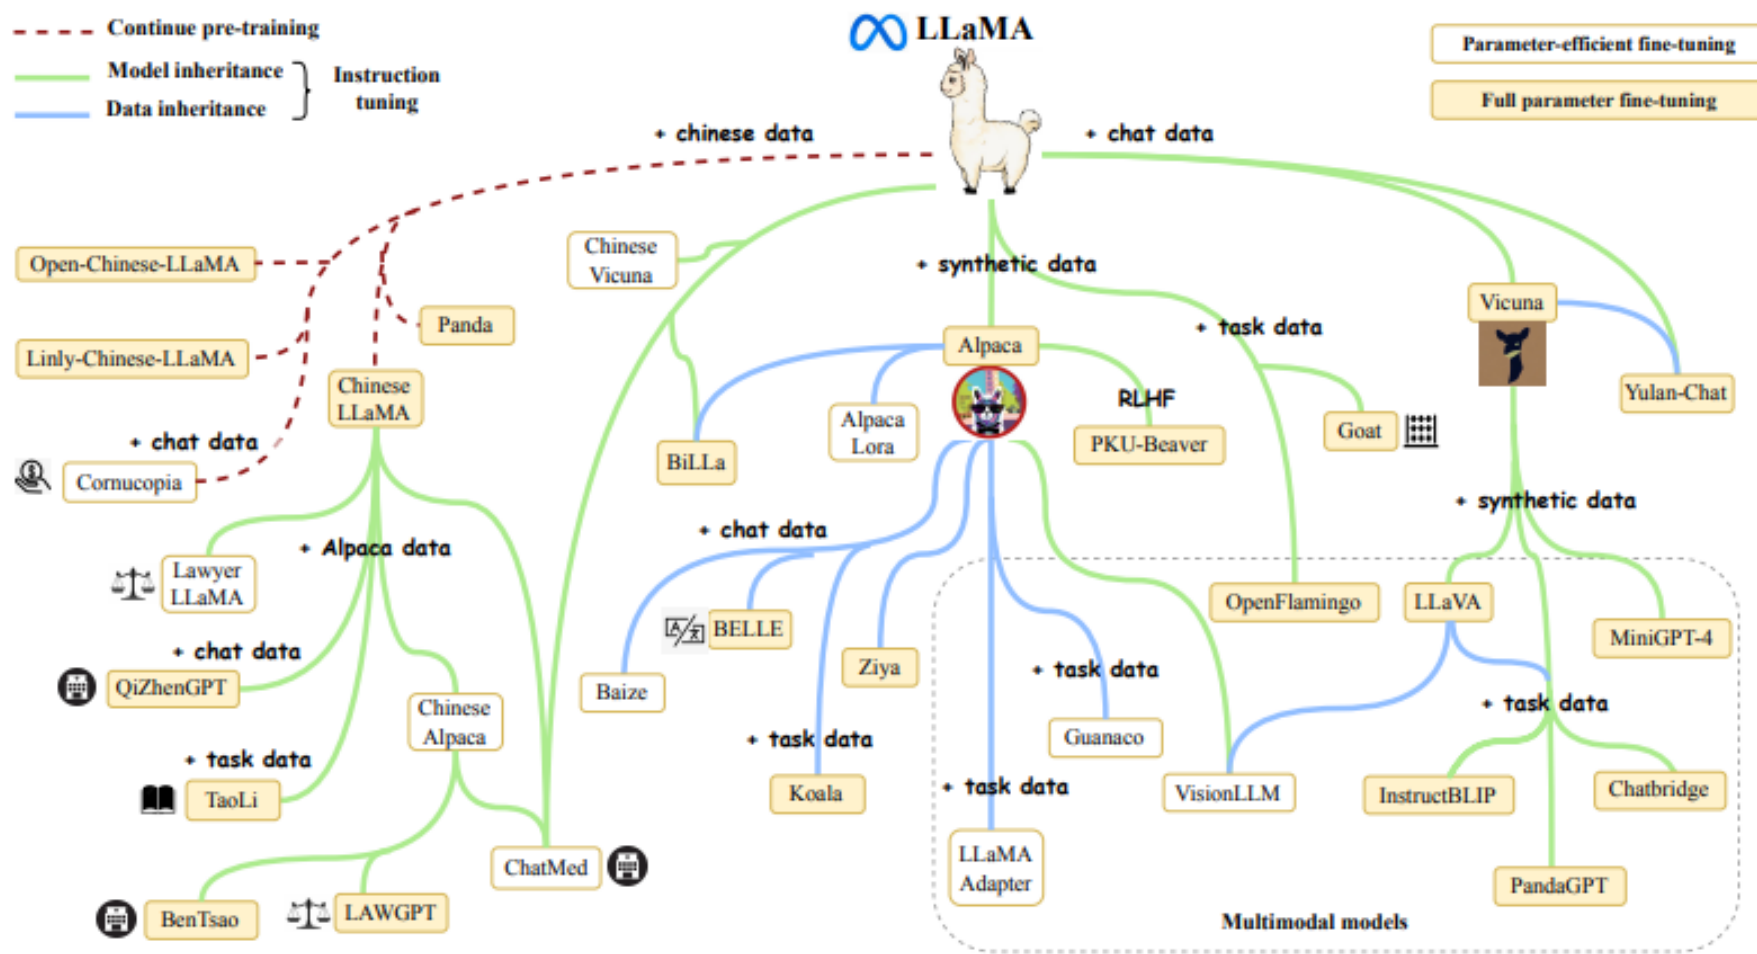 Continue pre-training
Model inheritance
Data inheritance
Instruction
tuning
LLaMA
Parameter-efficient fine-tuning
Full parameter fine-tuning
+ chinese data
+ chat data
Open-Chinese-LLaMA
Linly-Chinese-LLaMA
Panda
Chinese
LLaMA
+ chat data
Cornucopia
Chinese
Vicuna
+ synthetic data
Alpaca
+ task data
Vicuna
Yulan-Chat
BiLLa
Alpaca
Lora
RLHF
PKU-Beaver
Goat
+ synthetic data
+ Alpaca data
Lawyer
LLaMA
+ chat data
QiZhenGPT
Chinese
Alpaca
+ task data
TaoLi
BenTsao
LAWGPT
ChatMed
+ chat data
Baize
A
文
BELLE
Ziya
+ task data
Koala
+ task data
Guanaco
+ task data
LLaMA
Adapter
OpenFlamingo
LLaVA
MiniGPT-4
+ task data
VisionLLM
InstructBLIP
Chatbridge
PandaGPT
Multimodal models